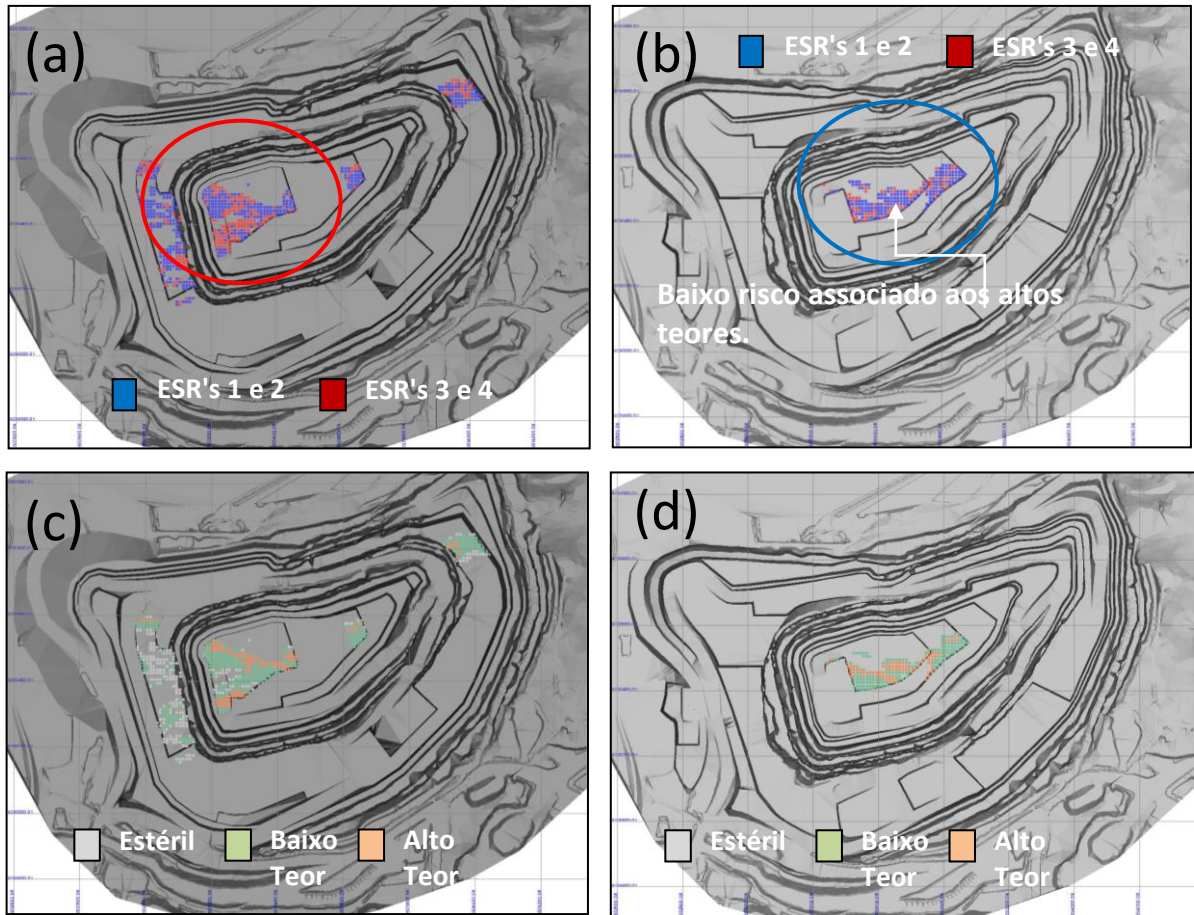 (a)
ESR's 1 e 2
ESR's 3 e 4
(b)
ESR's 1 e 2
ESR's 3 e 4
Baixo risco associado aos altos
teores.
(c)
Estéril
Baixo
Teor
Alto
Teor
(d)
Estéril
Baixo
Teor
Alto
Teor